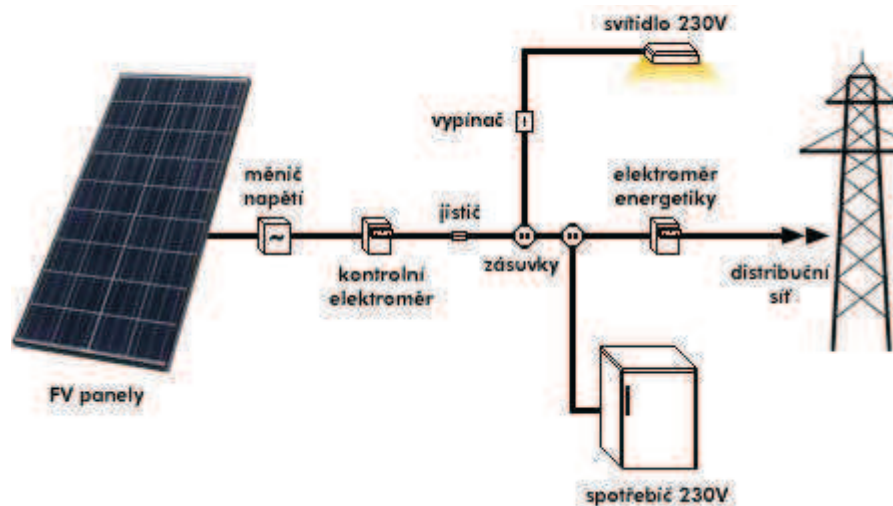 svítidlo 230V
vypínač
měnič
napětí
jistič
elektroměr
energetiky
kontrolní
elektroměr
zásuvky
distribuční
síť
FV panely
spotřebič 230V